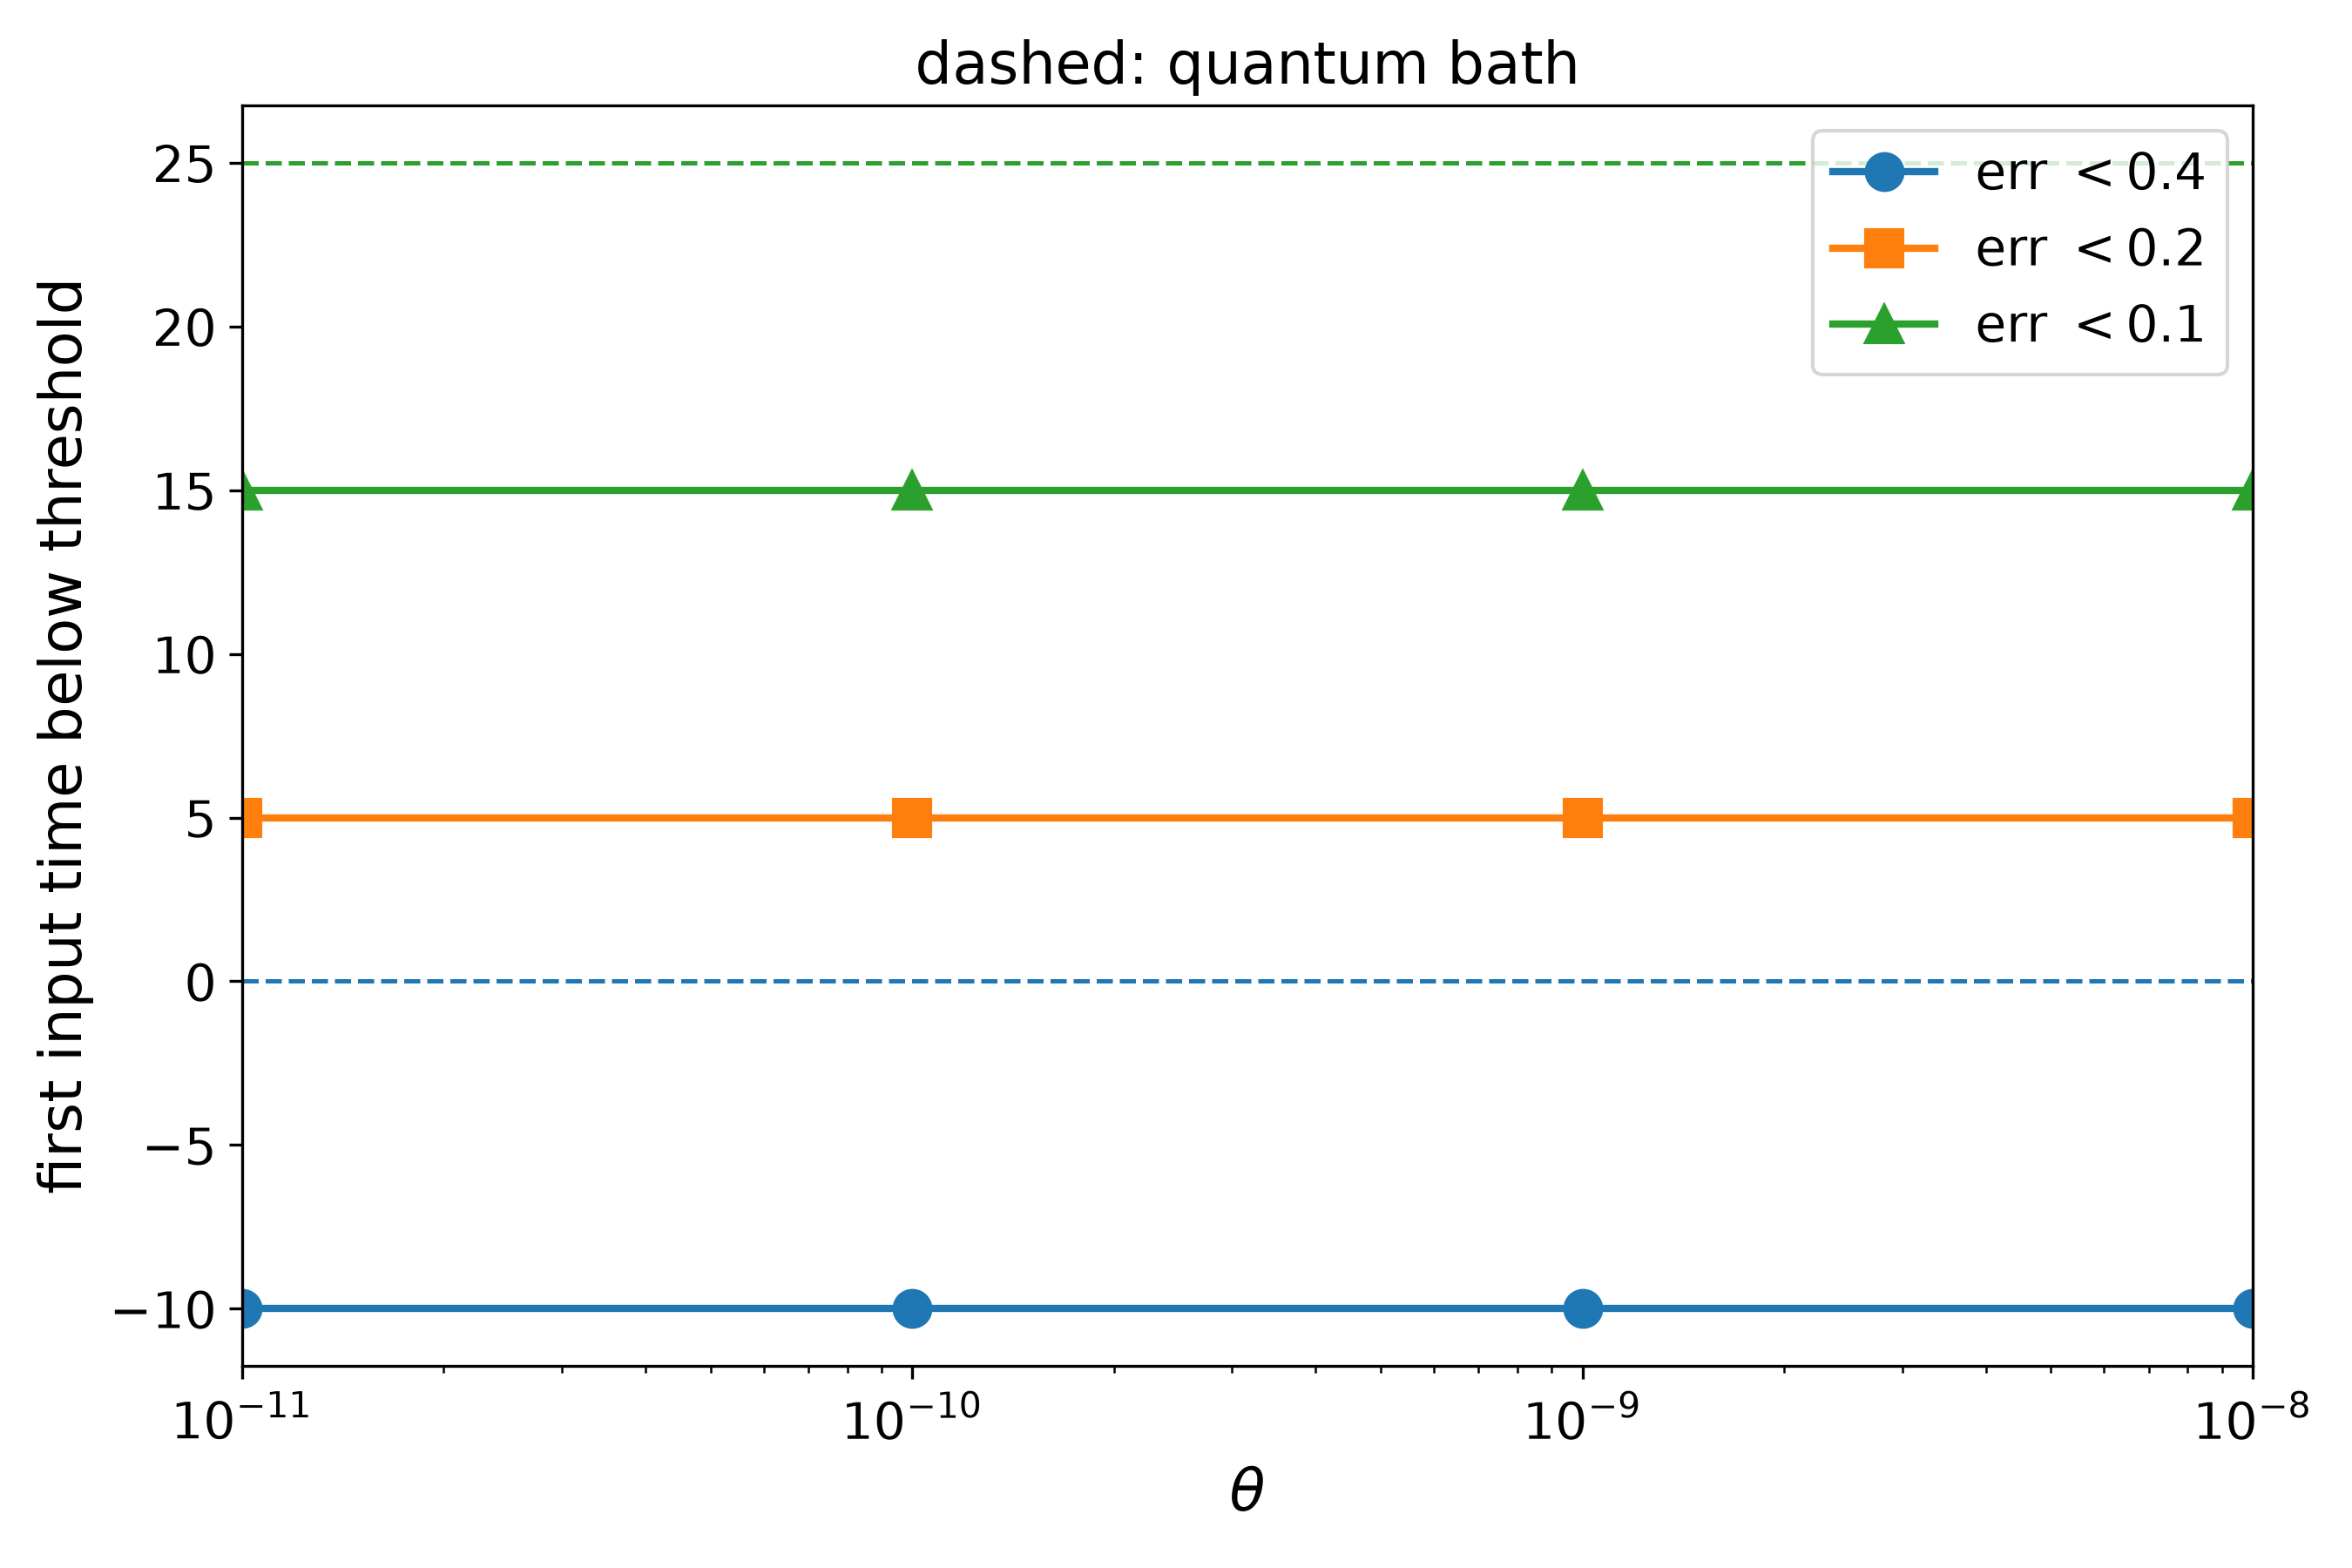 dashed: quantum bath
err < 0.4
err < 0.2
err < 0.1
first input time below threshold
25
20
15
10
5
0
−5
−10
10⁻¹¹ 10⁻¹⁰ 10⁻⁹ 10⁻⁸
θ